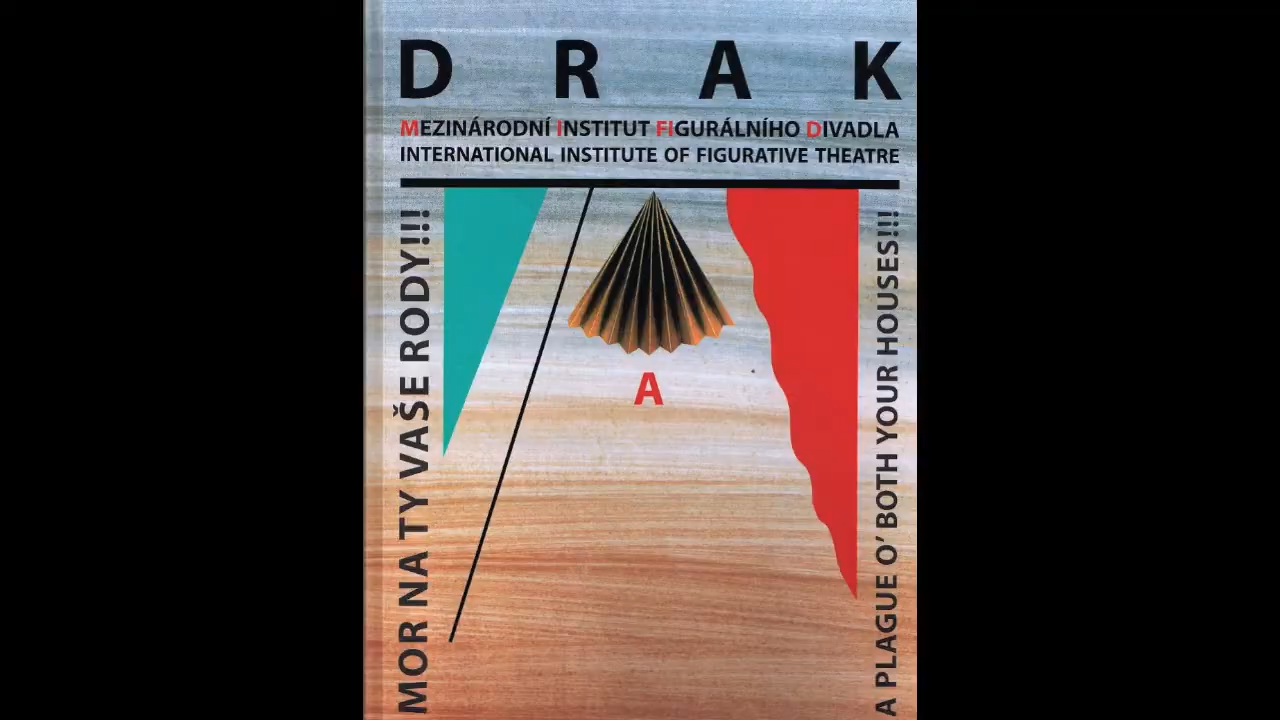 DRAK
MEZINÁRODNÍ INSTITUT FIGURÁLNÍHO DIVADLA
INTERNATIONAL INSTITUTE OF FIGURATIVE THEATRE
MOR NA TY VAŠE RODY!!!
A
A PLAGUE O’ BOTH YOUR HOUSES!!!